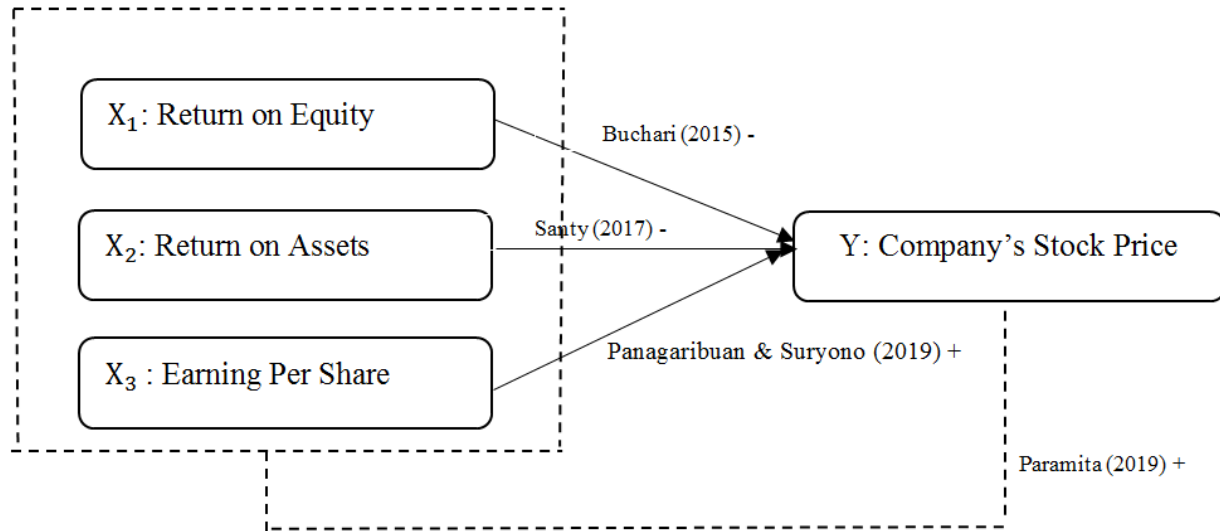 X₁: Return on Equity
Buchari (2015) -
X₂: Return on Assets
Santy (2017) -
Y: Company’s Stock Price
X₃ : Earning Per Share
Panagaribuan & Suryono (2019) +
Paramita (2019) +